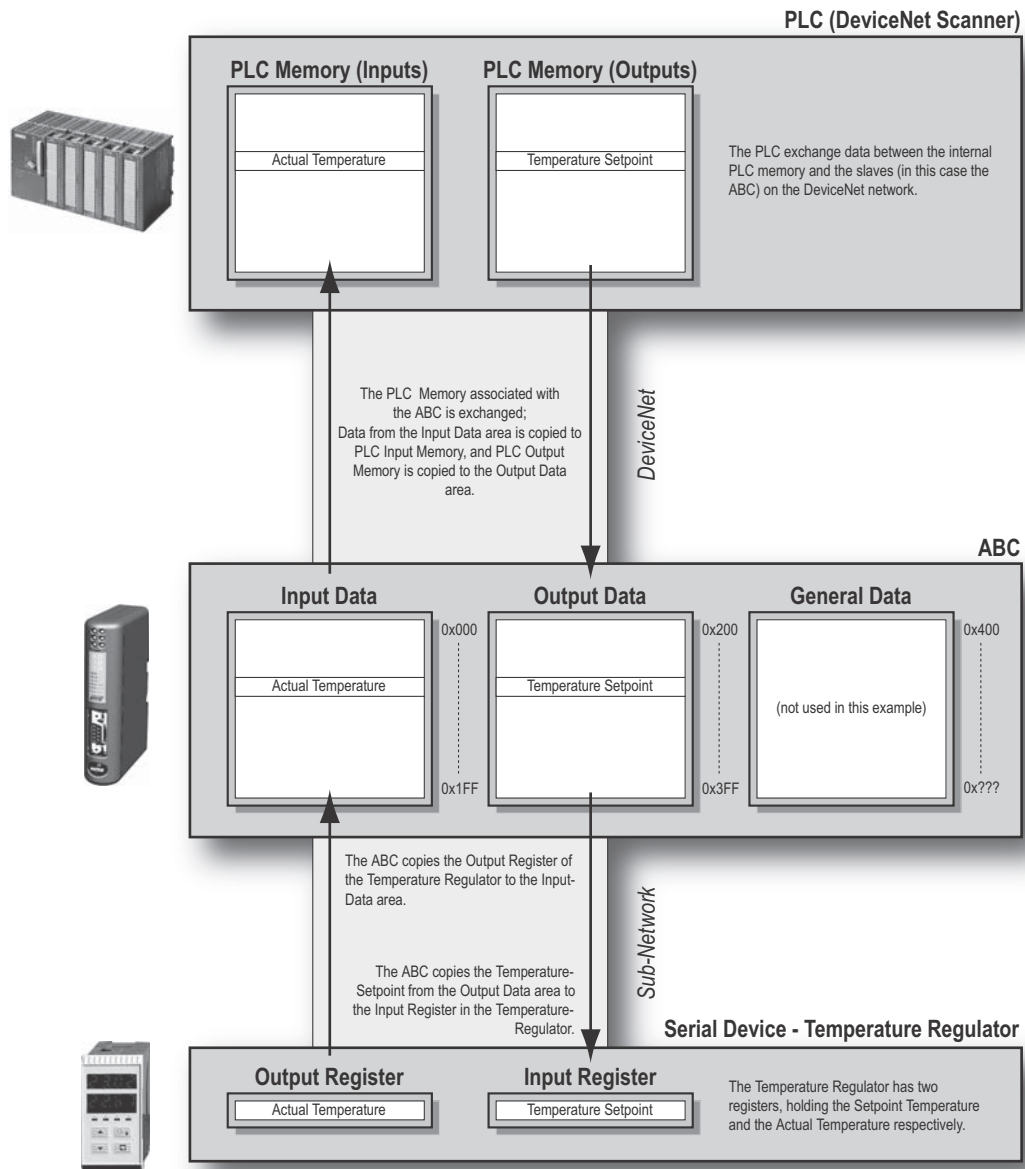 PLC (DeviceNet Scanner)
PLC Memory (Inputs)
PLC Memory (Outputs)
Actual Temperature
Temperature Setpoint
The PLC exchange data between the internal
PLC memory and the slaves (in this case the
ABC) on the DeviceNet network.
The PLC Memory associated with
the ABC is exchanged;
Data from the Input Data area is copied to
PLC Input Memory, and PLC Output
Memory is copied to the Output Data
area.
DeviceNet
ABC
Input Data
Output Data
General Data
0x000
0x200
0x400
Actual Temperature
Temperature Setpoint
(not used in this example)
0x1FF
0x3FF
0x???
The ABC copies the Output Register of
the Temperature Regulator to the Input-
Data area.
The ABC copies the Temperature-
Setpoint from the Output Data area to
the Input Register in the Temperature-
Regulator.
Sub-Network
Serial Device - Temperature Regulator
Output Register
Input Register
Actual Temperature
Temperature Setpoint
The Temperature Regulator has two
registers, holding the Setpoint Temperature
and the Actual Temperature respectively.